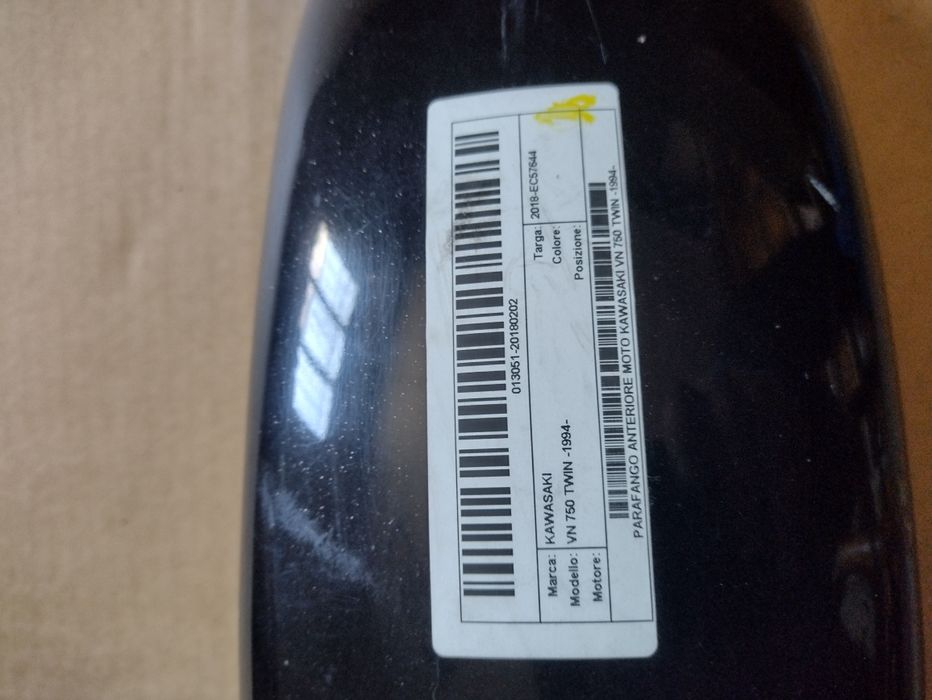 013051-20180202
Marca: KAWASAKI Targa: 2018-EC57644
Modello: VN 750 TWIN -1994- Colore:
Motore: Posizione:
PARAFANGO ANTERIORE MOTO KAWASAKI VN 750 TWIN -1994-